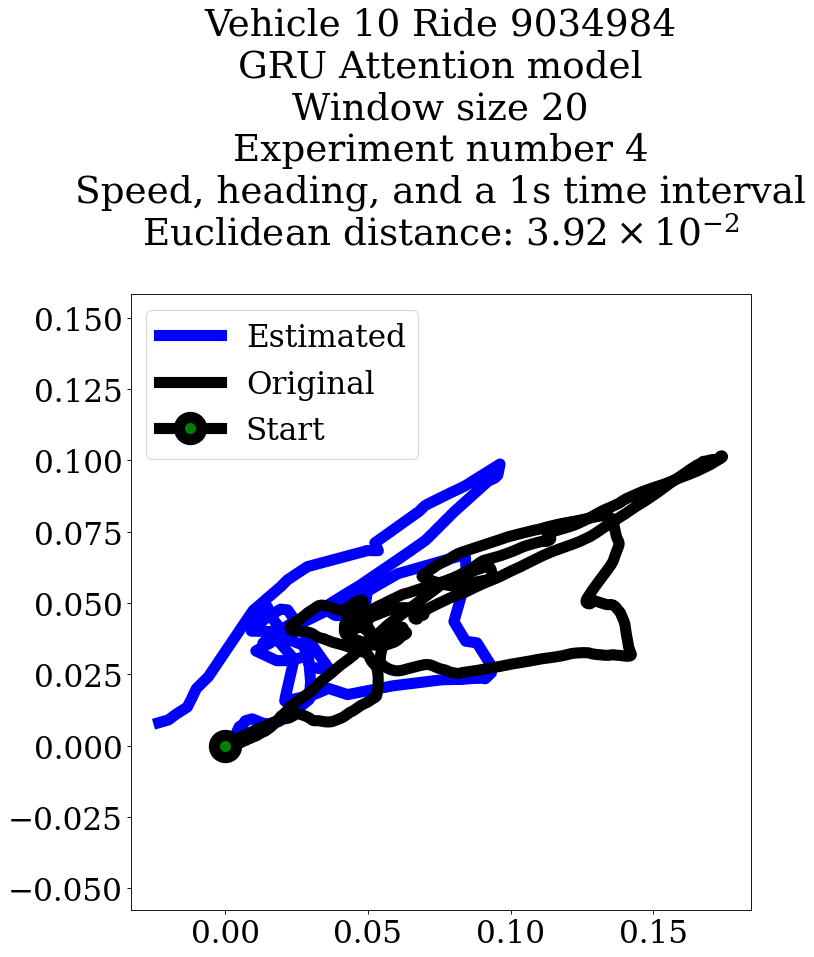 Vehicle 10 Ride 9034984
GRU Attention model
Window size 20
Experiment number 4
Speed, heading, and a 1s time interval
Euclidean distance: 3.92 × 10⁻²
Estimated
Original
Start
0.150
0.125
0.100
0.075
0.050
0.025
0.000
−0.025
−0.050
0.00 0.05 0.10 0.15